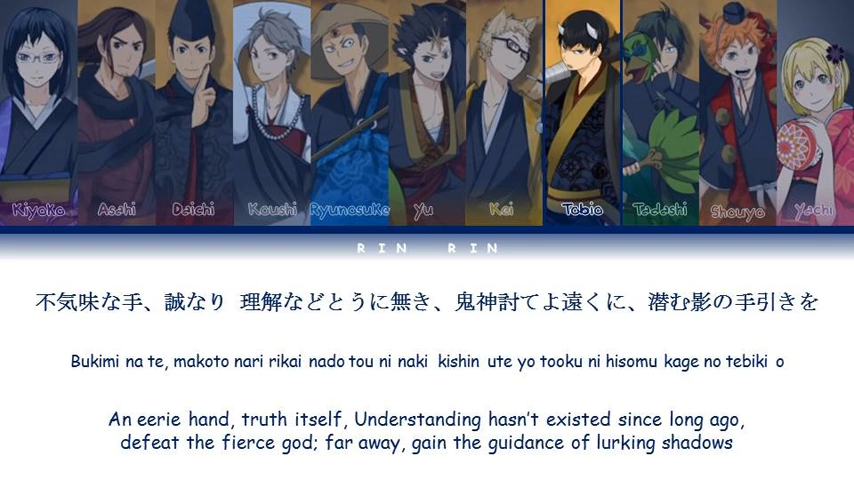 Kiyoko Asahi Daichi Koushi Ryunosuke Yu Kei Tobio Tadashi Shouyo Yachi
RIN RIN
不気味な手、誠なり 理解などとうに無き、鬼神討てよ遠くに、潜む影の手引きを
Bukimi na te, makoto nari rikai nado tou ni naki kishin ute yo tooku ni hisomu kage no tebiki o
An eerie hand, truth itself, Understanding hasn't existed since long ago,
defeat the fierce god; far away, gain the guidance of lurking shadows